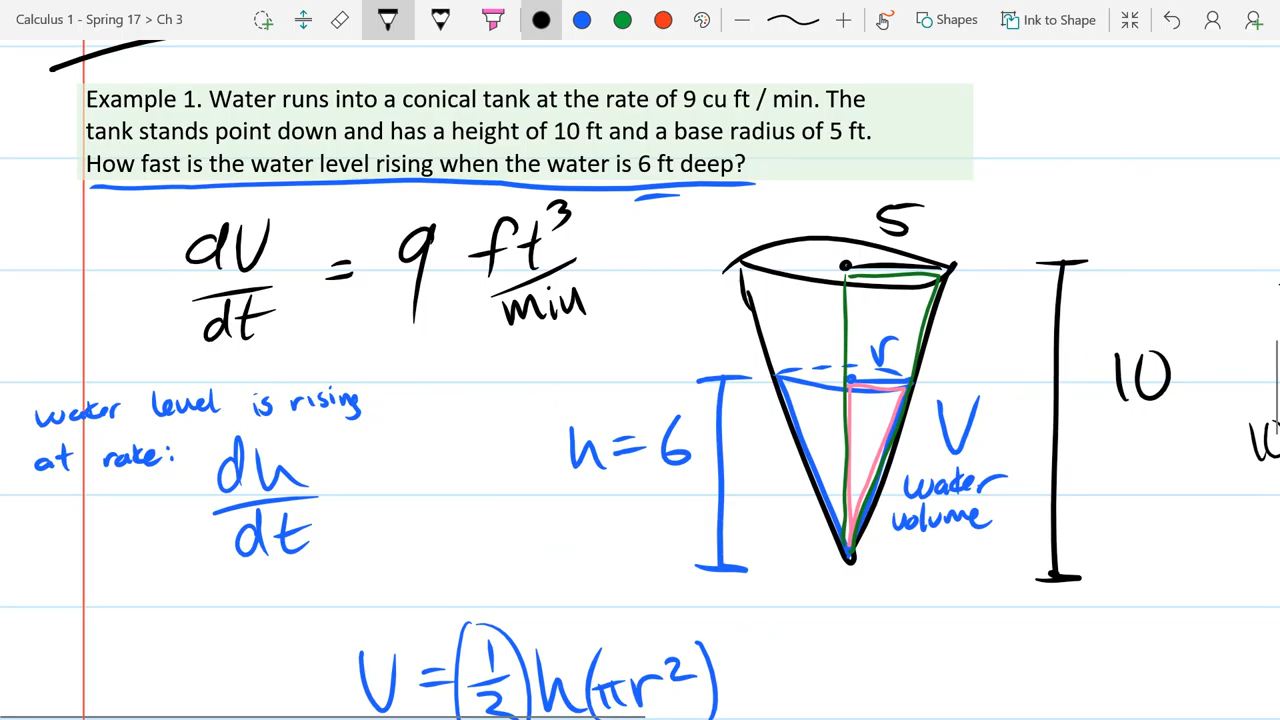 Calculus 1 - Spring 17 > Ch 3
Shapes
Ink to Shape
Example 1. Water runs into a conical tank at the rate of 9 cu ft / min. The
tank stands point down and has a height of 10 ft and a base radius of 5 ft.
How fast is the water level rising when the water is 6 ft deep?
dV/dt = 9 ft³/min
5
r
10
water level is rising
at rate:
dh/dt
h = 6
V
water
volume
V = (1/3) h (πr²)